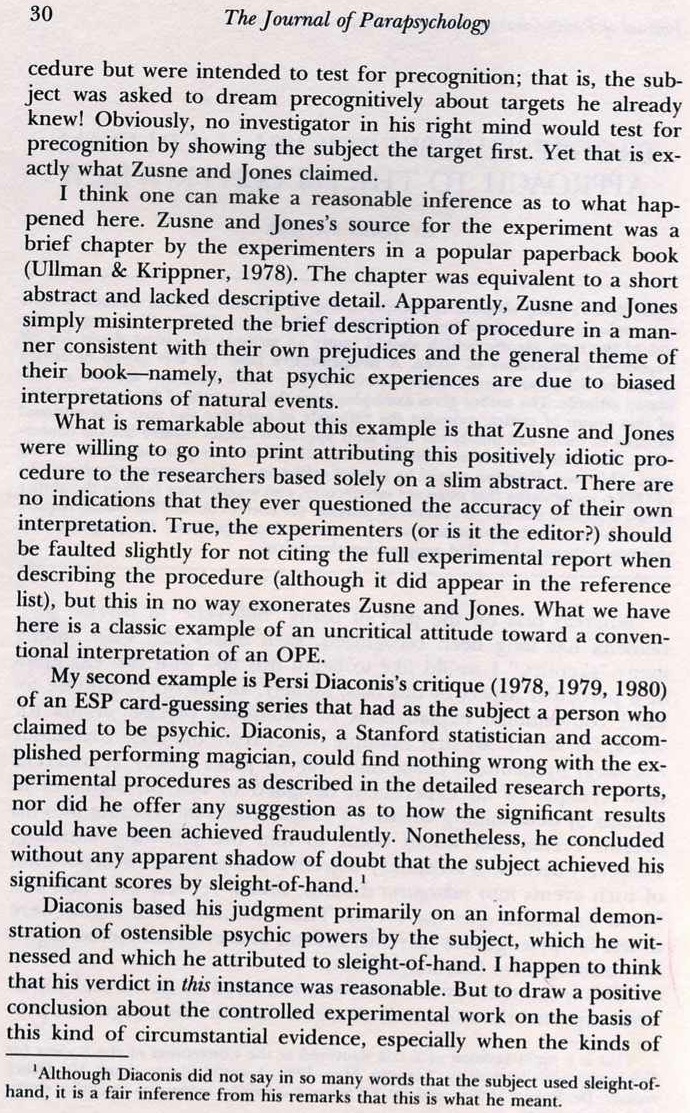 30
The Journal of Parapsychology
cedure but were intended to test for precognition; that is, the sub-
ject was asked to dream precognitively about targets he already
knew! Obviously, no investigator in his right mind would test for
precognition by showing the subject the target first. Yet that is ex-
actly what Zusne and Jones claimed.
I think one can make a reasonable inference as to what hap-
pened here. Zusne and Jones's source for the experiment was a
brief chapter by the experimenters in a popular paperback book
(Ullman & Krippner, 1978). The chapter was equivalent to a short
abstract and lacked descriptive detail. Apparently, Zusne and Jones
simply misinterpreted the brief description of procedure in a man-
ner consistent with their own prejudices and the general theme of
their book—namely, that psychic experiences are due to biased
interpretations of natural events.
What is remarkable about this example is that Zusne and Jones
were willing to go into print attributing this positively idiotic pro-
cedure to the researchers based solely on a slim abstract. There are
no indications that they ever questioned the accuracy of their own
interpretation. True, the experimenters (or is it the editor?) should
be faulted slightly for not citing the full experimental report when
describing the procedure (although it did appear in the reference
list), but this in no way exonerates Zusne and Jones. What we have
here is a classic example of an uncritical attitude toward a conven-
tional interpretation of an OPE.
My second example is Persi Diaconis's critique (1978, 1979, 1980)
of an ESP card-guessing series that had as the subject a person who
claimed to be psychic. Diaconis, a Stanford statistician and accom-
plished performing magician, could find nothing wrong with the ex-
perimental procedures as described in the detailed research reports,
nor did he offer any suggestion as to how the significant results
could have been achieved fraudulently. Nonetheless, he concluded
without any apparent shadow of doubt that the subject achieved his
significant scores by sleight-of-hand.¹
Diaconis based his judgment primarily on an informal demon-
stration of ostensible psychic powers by the subject, which he wit-
nessed and which he attributed to sleight-of-hand. I happen to think
that his verdict in this instance was reasonable. But to draw a positive
conclusion about the controlled experimental work on the basis of
this kind of circumstantial evidence, especially when the kinds of
¹Although Diaconis did not say in so many words that the subject used sleight-of-
hand, it is a fair inference from his remarks that this is what he meant.